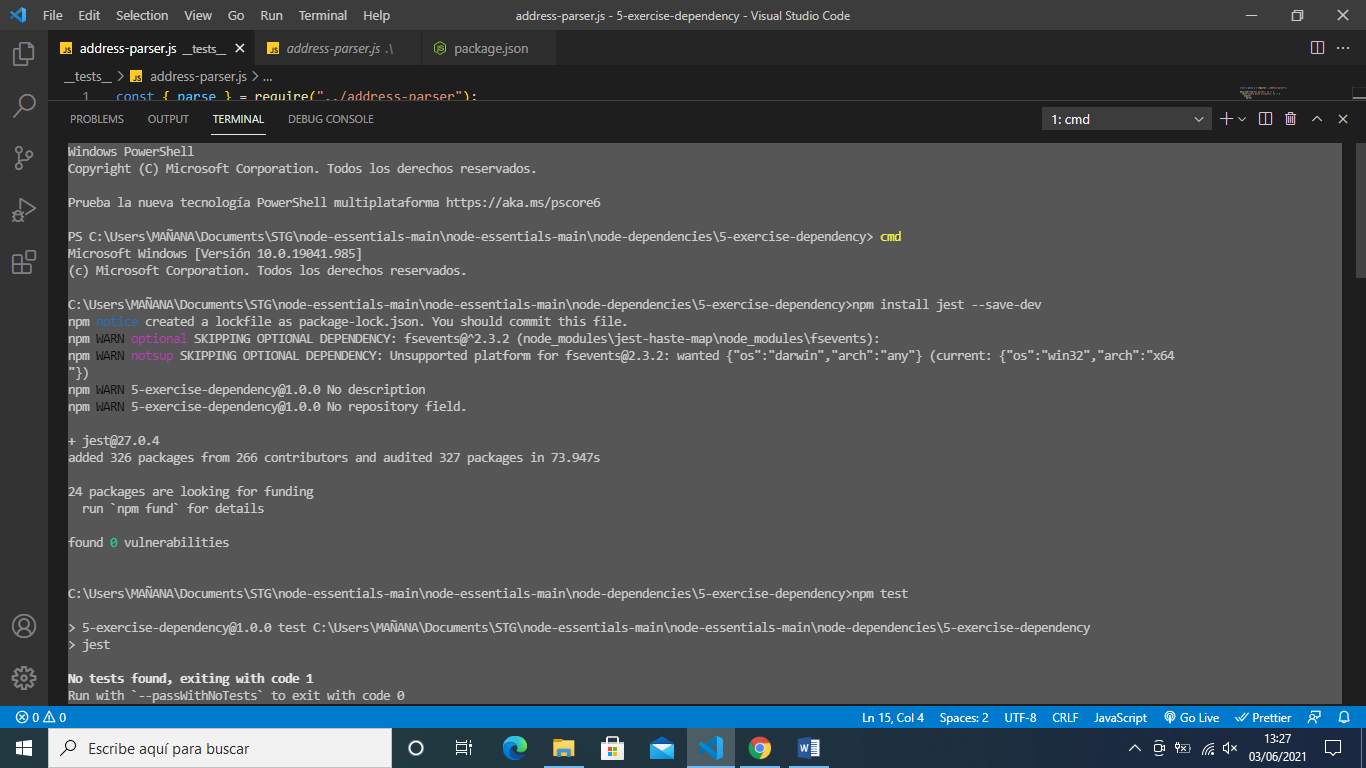 File Edit Selection View Go Run Terminal Help address-parser.js - 5-exercise-dependency - Visual Studio Code
address-parser.js __tests__ address-parser.js .\ package.json
__tests__ > address-parser.js > ...
1 const { parse } = require("../address-parser");
PROBLEMS OUTPUT TERMINAL DEBUG CONSOLE 1: cmd
Windows PowerShell
Copyright (C) Microsoft Corporation. Todos los derechos reservados.
Prueba la nueva tecnología PowerShell multiplataforma https://aka.ms/pscore6
PS C:\Users\MAÑANA\Documents\STG\node-essentials-main\node-essentials-main\node-dependencies\5-exercise-dependency> cmd
Microsoft Windows [Versión 10.0.19041.985]
(c) Microsoft Corporation. Todos los derechos reservados.
C:\Users\MAÑANA\Documents\STG\node-essentials-main\node-essentials-main\node-dependencies\5-exercise-dependency>npm install jest --save-dev
npm notice created a lockfile as package-lock.json. You should commit this file.
npm WARN optional SKIPPING OPTIONAL DEPENDENCY: fsevents@^2.3.2 (node_modules\jest-haste-map\node_modules\fsevents):
npm WARN notsup SKIPPING OPTIONAL DEPENDENCY: Unsupported platform for fsevents@2.3.2: wanted {"os":"darwin","arch":"any"} (current: {"os":"win32","arch":"x64
"})
npm WARN 5-exercise-dependency@1.0.0 No description
npm WARN 5-exercise-dependency@1.0.0 No repository field.
+ jest@27.0.4
added 326 packages from 266 contributors and audited 327 packages in 73.947s
24 packages are looking for funding
run `npm fund` for details
found 0 vulnerabilities
C:\Users\MAÑANA\Documents\STG\node-essentials-main\node-essentials-main\node-dependencies\5-exercise-dependency>npm test
> 5-exercise-dependency@1.0.0 test C:\Users\MAÑANA\Documents\STG\node-essentials-main\node-essentials-main\node-dependencies\5-exercise-dependency
> jest
No tests found, exiting with code 1
Run with `--passWithNoTests` to exit with code 0
0 0 Ln 15, Col 4 Spaces: 2 UTF-8 CRLF JavaScript Go Live Prettier
Escribe aquí para buscar 13:27
03/06/2021